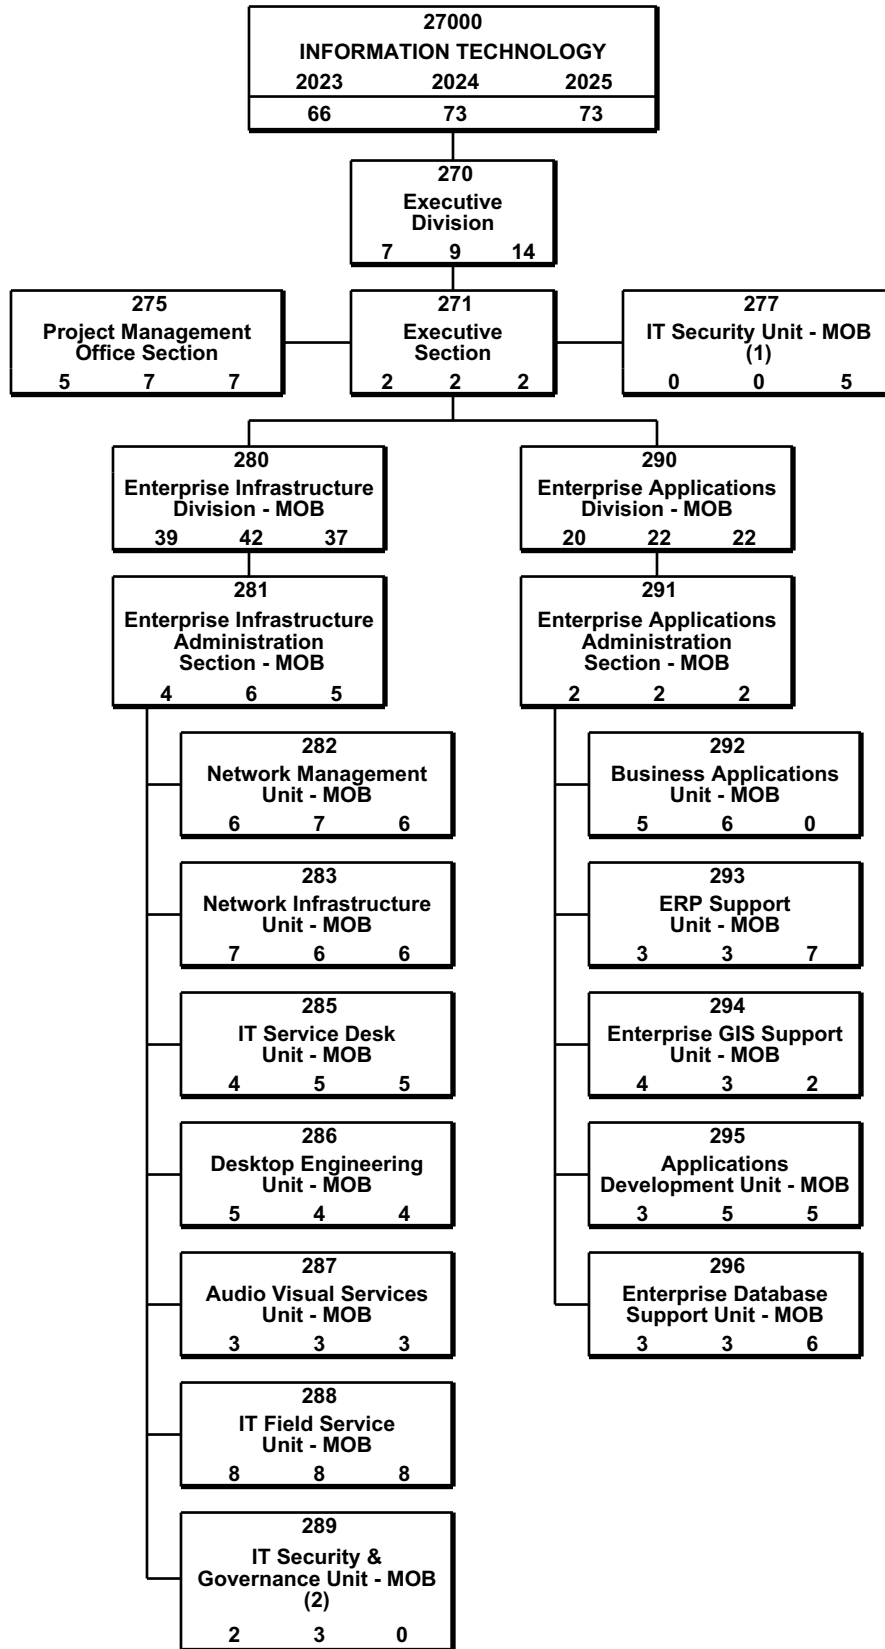 27000
INFORMATION TECHNOLOGY
2023 2024 2025
66 73 73
270
Executive
Division
7 9 14
275
Project Management
Office Section
5 7 7
271
Executive
Section
2 2 2
277
IT Security Unit - MOB
(1)
0 0 5
280
Enterprise Infrastructure
Division - MOB
39 42 37
290
Enterprise Applications
Division - MOB
20 22 22
281
Enterprise Infrastructure
Administration
Section - MOB
4 6 5
291
Enterprise Applications
Administration
Section - MOB
2 2 2
282
Network Management
Unit - MOB
6 7 6
292
Business Applications
Unit - MOB
5 6 0
283
Network Infrastructure
Unit - MOB
7 6 6
293
ERP Support
Unit - MOB
3 3 7
285
IT Service Desk
Unit - MOB
4 5 5
294
Enterprise GIS Support
Unit - MOB
4 3 2
286
Desktop Engineering
Unit - MOB
5 4 4
295
Applications
Development Unit - MOB
3 5 5
287
Audio Visual Services
Unit - MOB
3 3 3
296
Enterprise Database
Support Unit - MOB
3 3 6
288
IT Field Service
Unit - MOB
8 8 8
289
IT Security &
Governance Unit - MOB
(2)
2 3 0